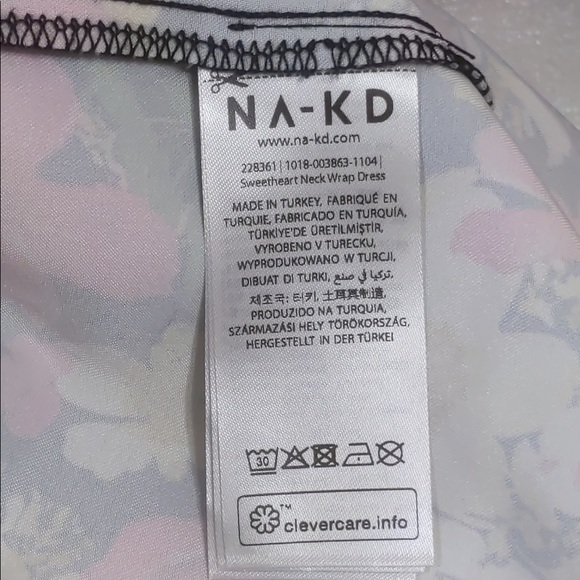 NA-KD
www.na-kd.com
228361 | 1018-003863-1104 |
Sweetheart Neck Wrap Dress
MADE IN TURKEY, FABRIQUÉ EN
TURQUIE, FABRICADO EN TURQUÍA,
TÜRKİYE'DE ÜRETİLMİŞTİR,
VYROBENO V TURECKU,
WYPRODUKOWANO W TURCJI,
DIBUAT DI TURKI, تركيا في صنع,
제조국: 터키, 土耳其制造,
PRODUZIDO NA TURQUIA,
SZÁRMAZÁSI HELY TÖRÖKORSZÁG,
HERGESTELLT IN DER TÜRKEI
30
™
clevercare.info